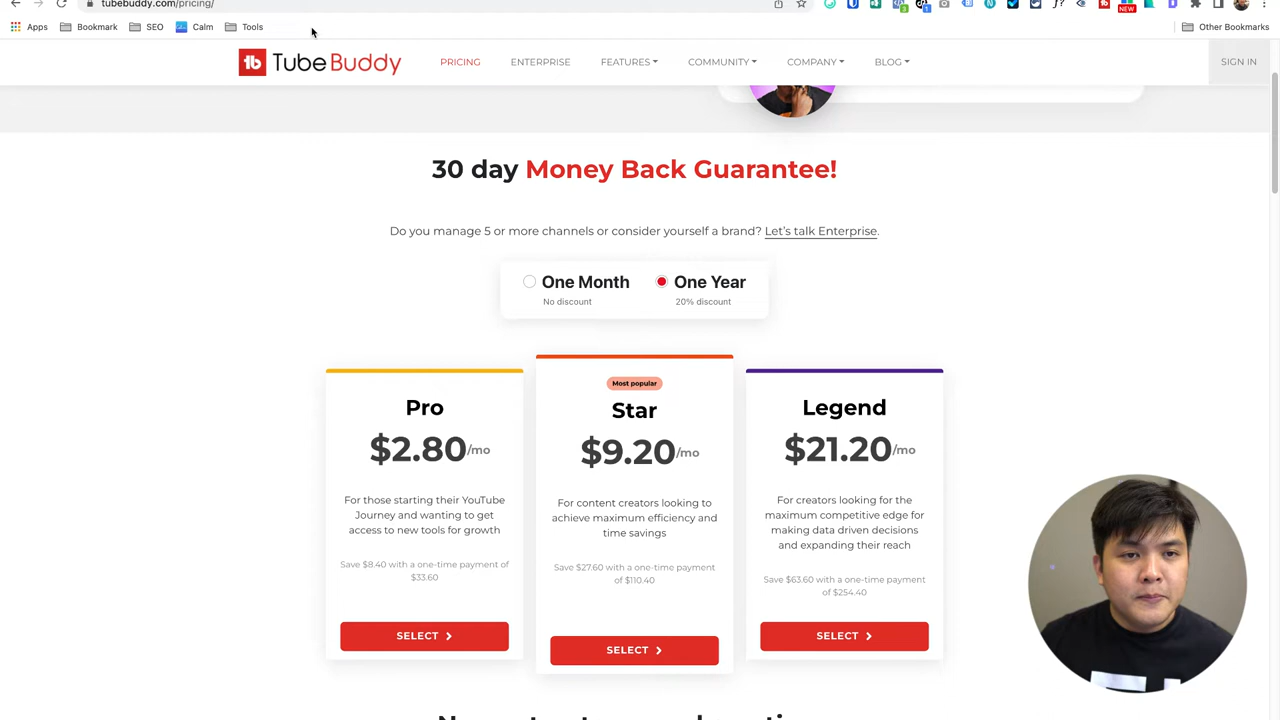 tubebuddy.com/pricing/
Apps Bookmark SEO Calm Tools Other Bookmarks
NEW
tb TubeBuddy PRICING ENTERPRISE FEATURES COMMUNITY COMPANY BLOG SIGN IN
30 day Money Back Guarantee!
Do you manage 5 or more channels or consider yourself a brand? Let's talk Enterprise.
One Month
No discount
One Year
20% discount
Pro
$2.80/mo
For those starting their YouTube
Journey and wanting to get
access to new tools for growth
Save $8.40 with a one-time payment of
$33.60
SELECT
Most popular
Star
$9.20/mo
For content creators looking to
achieve maximum efficiency and
time savings
Save $27.60 with a one-time payment
of $110.40
SELECT
Legend
$21.20/mo
For creators looking for the
maximum competitive edge for
making data driven decisions
and expanding their reach
Save $63.60 with a one-time payment
of $254.40
SELECT